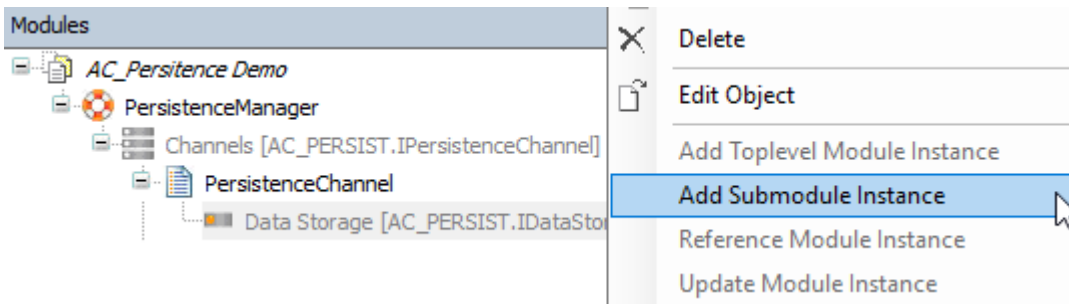 Modules
AC_Persitence Demo
PersistenceManager
Channels [AC_PERSIST.IPersistenceChannel]
PersistenceChannel
Data Storage [AC_PERSIST.IDataStor
Delete
Edit Object
Add Toplevel Module Instance
Add Submodule Instance
Reference Module Instance
Update Module Instance